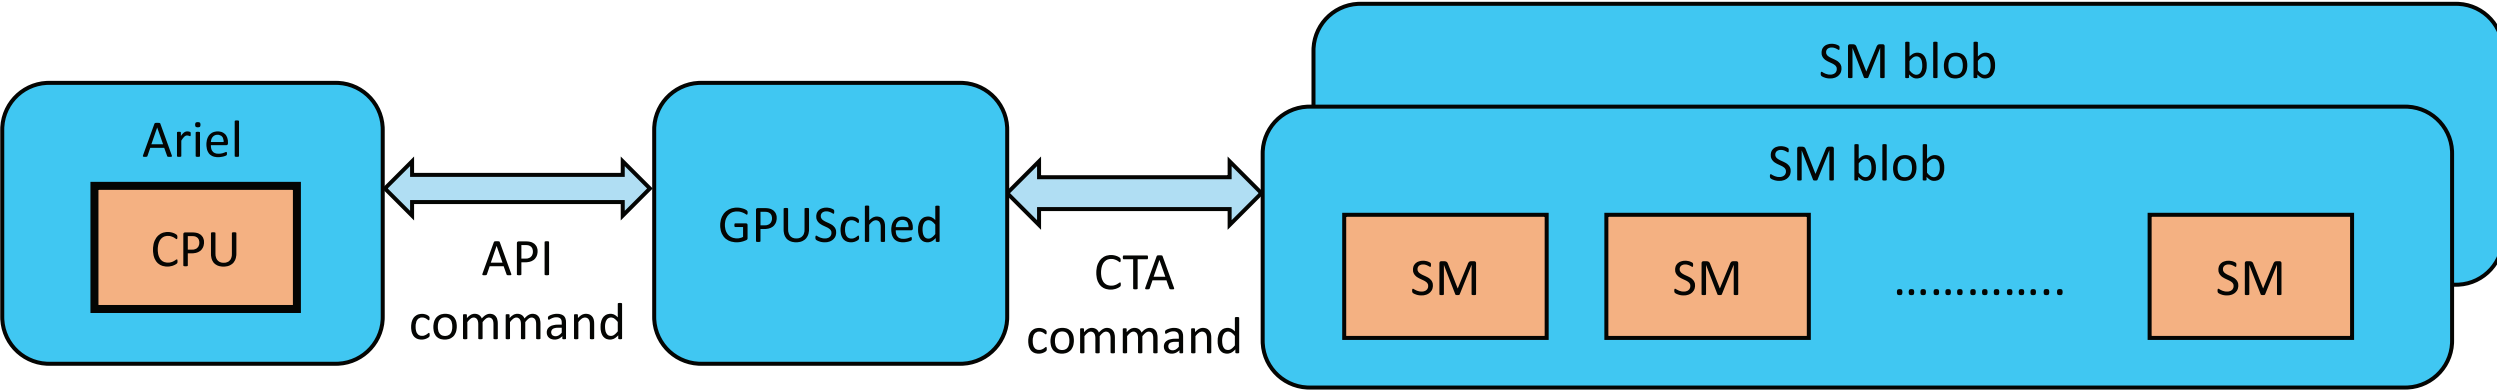 SM blob
Ariel
CPU
API
command
GPUSched
CTA
command
SM blob
SM
SM
..............
SM